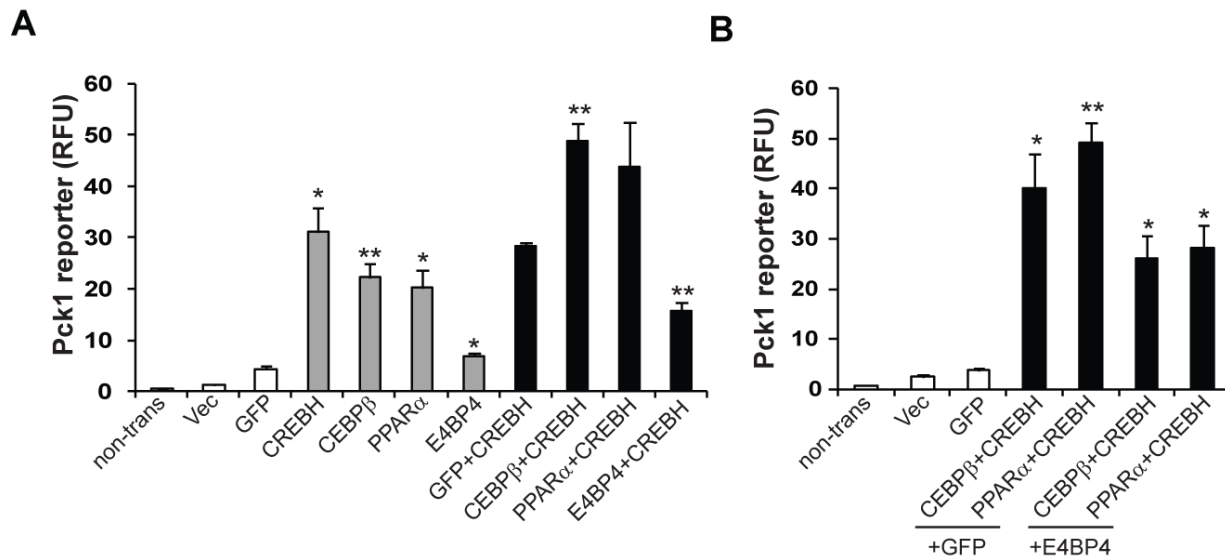 A
Pck1 reporter (RFU)
60
50
40
30
20
10
0
*
**
*
*
**
**
non-trans
Vec
GFP
CREBH
CEBPβ
PPARα
E4BP4
GFP+CREBH
CEBPβ+CREBH
PPARα+CREBH
E4BP4+CREBH
B
Pck1 reporter (RFU)
60
50
40
30
20
10
0
*
**
*
*
non-trans
Vec
GFP
CEBPβ+CREBH
PPARα+CREBH
CEBPβ+CREBH
PPARα+CREBH
+GFP
+E4BP4